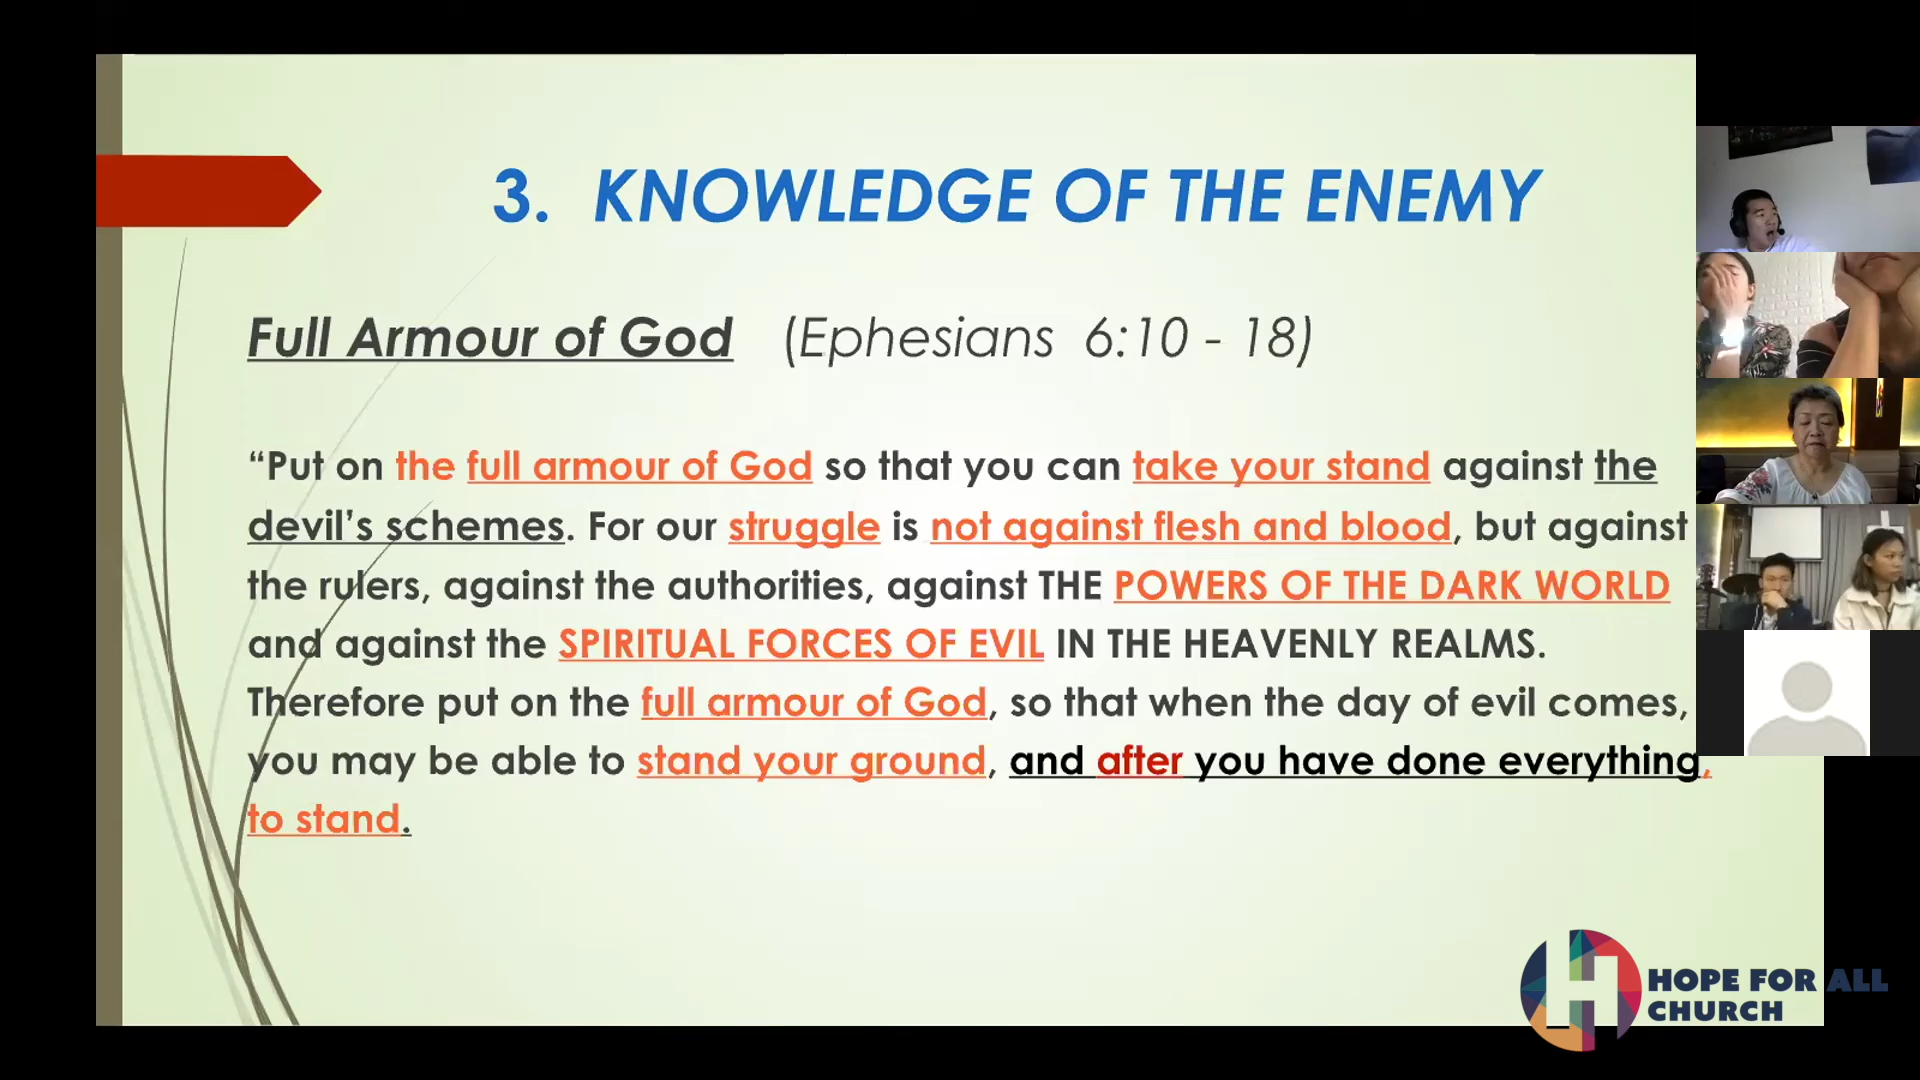 3. KNOWLEDGE OF THE ENEMY
Full Armour of God (Ephesians 6:10 - 18)
“Put on the full armour of God so that you can take your stand against the
devil’s schemes. For our struggle is not against flesh and blood, but against
the rulers, against the authorities, against THE POWERS OF THE DARK WORLD
and against the SPIRITUAL FORCES OF EVIL IN THE HEAVENLY REALMS.
Therefore put on the full armour of God, so that when the day of evil comes,
you may be able to stand your ground, and after you have done everything,
to stand.
HOPE FOR ALL
CHURCH